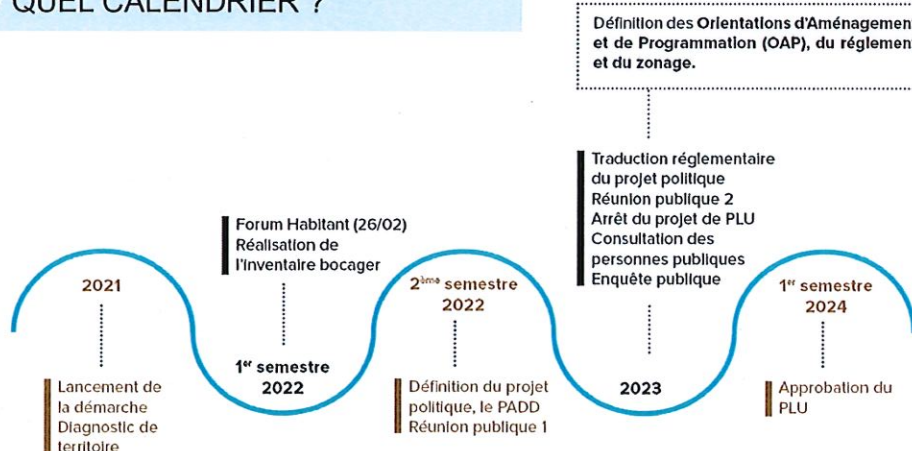 QUEL CALENDRIER ?
Définition des Orientations d'Aménagemen
et de Programmation (OAP), du réglemen
et du zonage.
Traduction réglementaire
du projet politique
Réunion publique 2
Arrêt du projet de PLU
Consultation des
personnes publiques
Enquête publique
Forum Habitant (26/02)
Réalisation de
l'inventaire bocager
2021
2ème semestre
2022
1er semestre
2024
1er semestre
2022
2023
Lancement de
la démarche
Diagnostic de
territoire
Définition du projet
politique, le PADD
Réunion publique 1
Approbation du
PLU